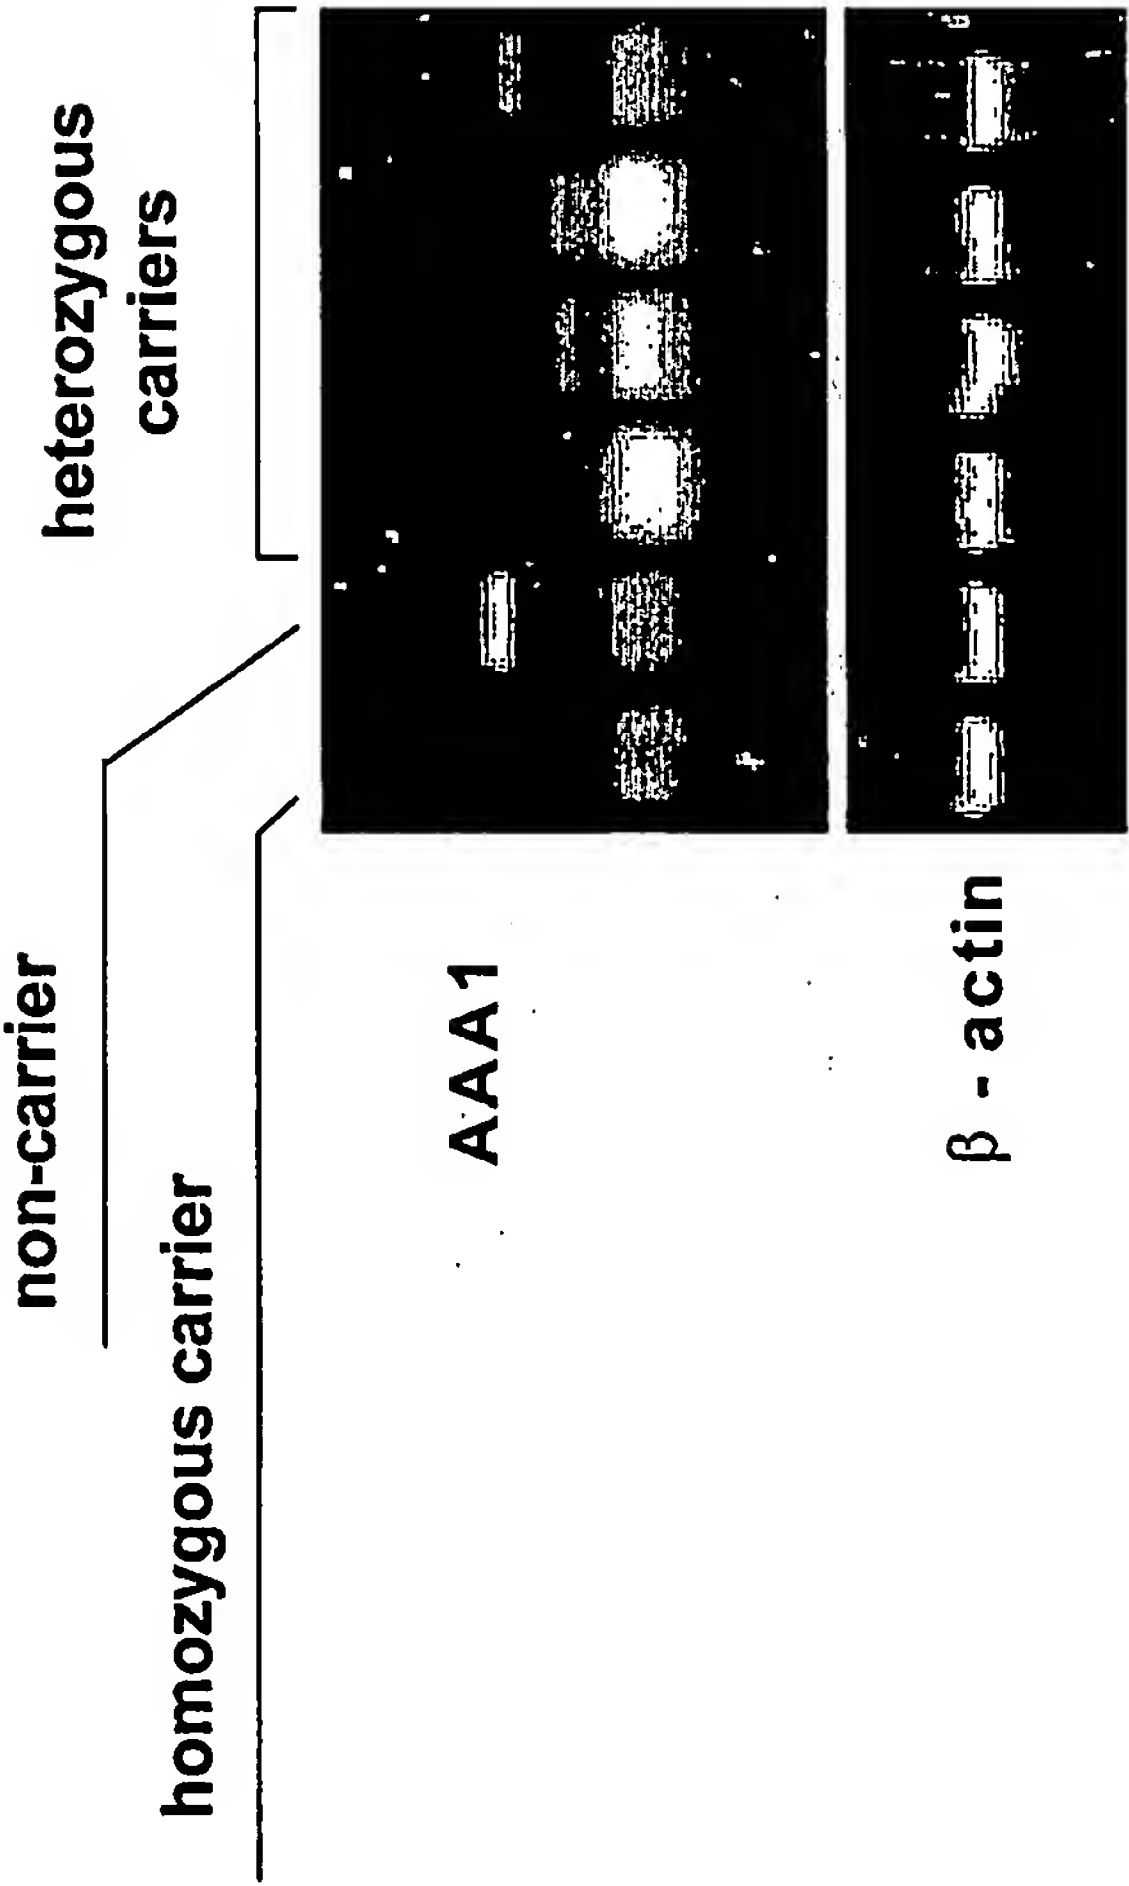 non-carrier
homozygous carrier
heterozygous
carriers
AAA1
β - actin